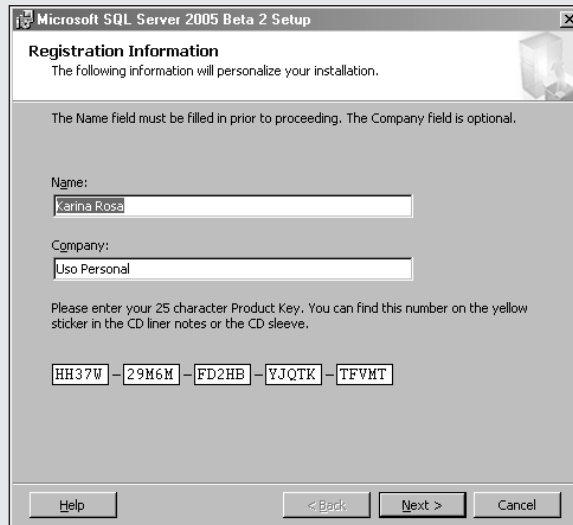 Microsoft SQL Server 2005 Beta 2 Setup
Registration Information
The following information will personalize your installation.
The Name field must be filled in prior to proceeding. The Company field is optional.
Name:
Karina Rosa
Company:
Uso Personal
Please enter your 25 character Product Key. You can find this number on the yellow
sticker in the CD liner notes or the CD sleeve.
HH37W - 29M6M - FD2HB - YJQTK - TFVMT
Help < Back Next > Cancel